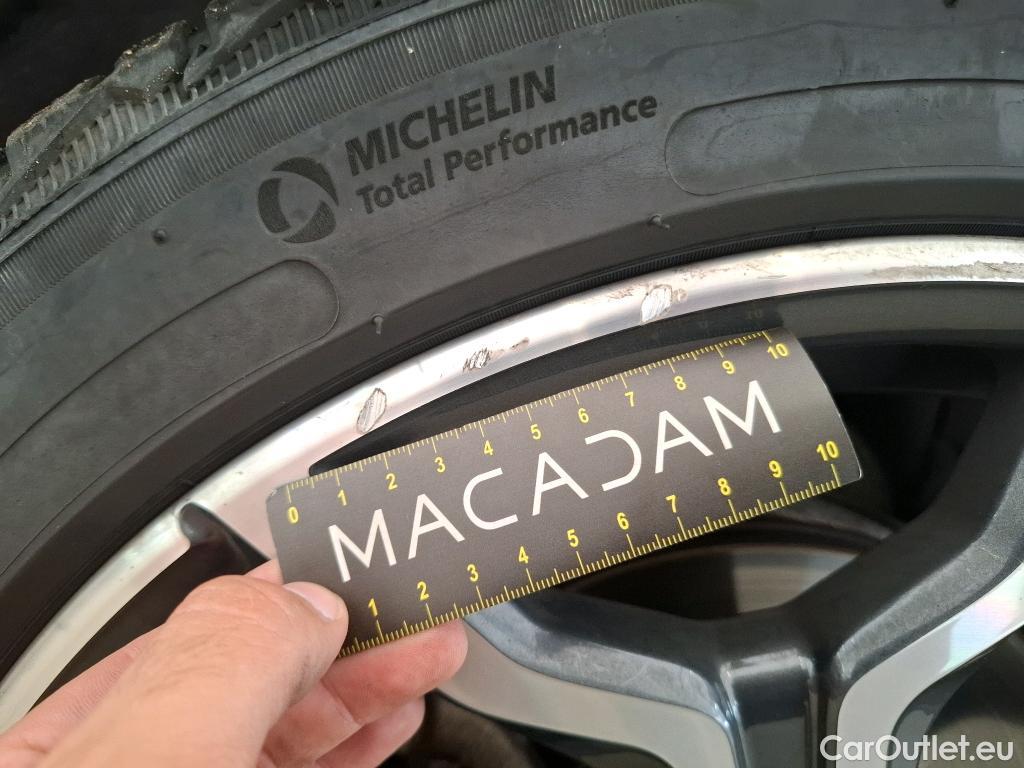 MICHELIN
Total Performance
0 1 2 3 4 5 6 7 8 9 10
MACADAM
1 2 3 4 5 6 7 8 9 10
CarOutlet.eu